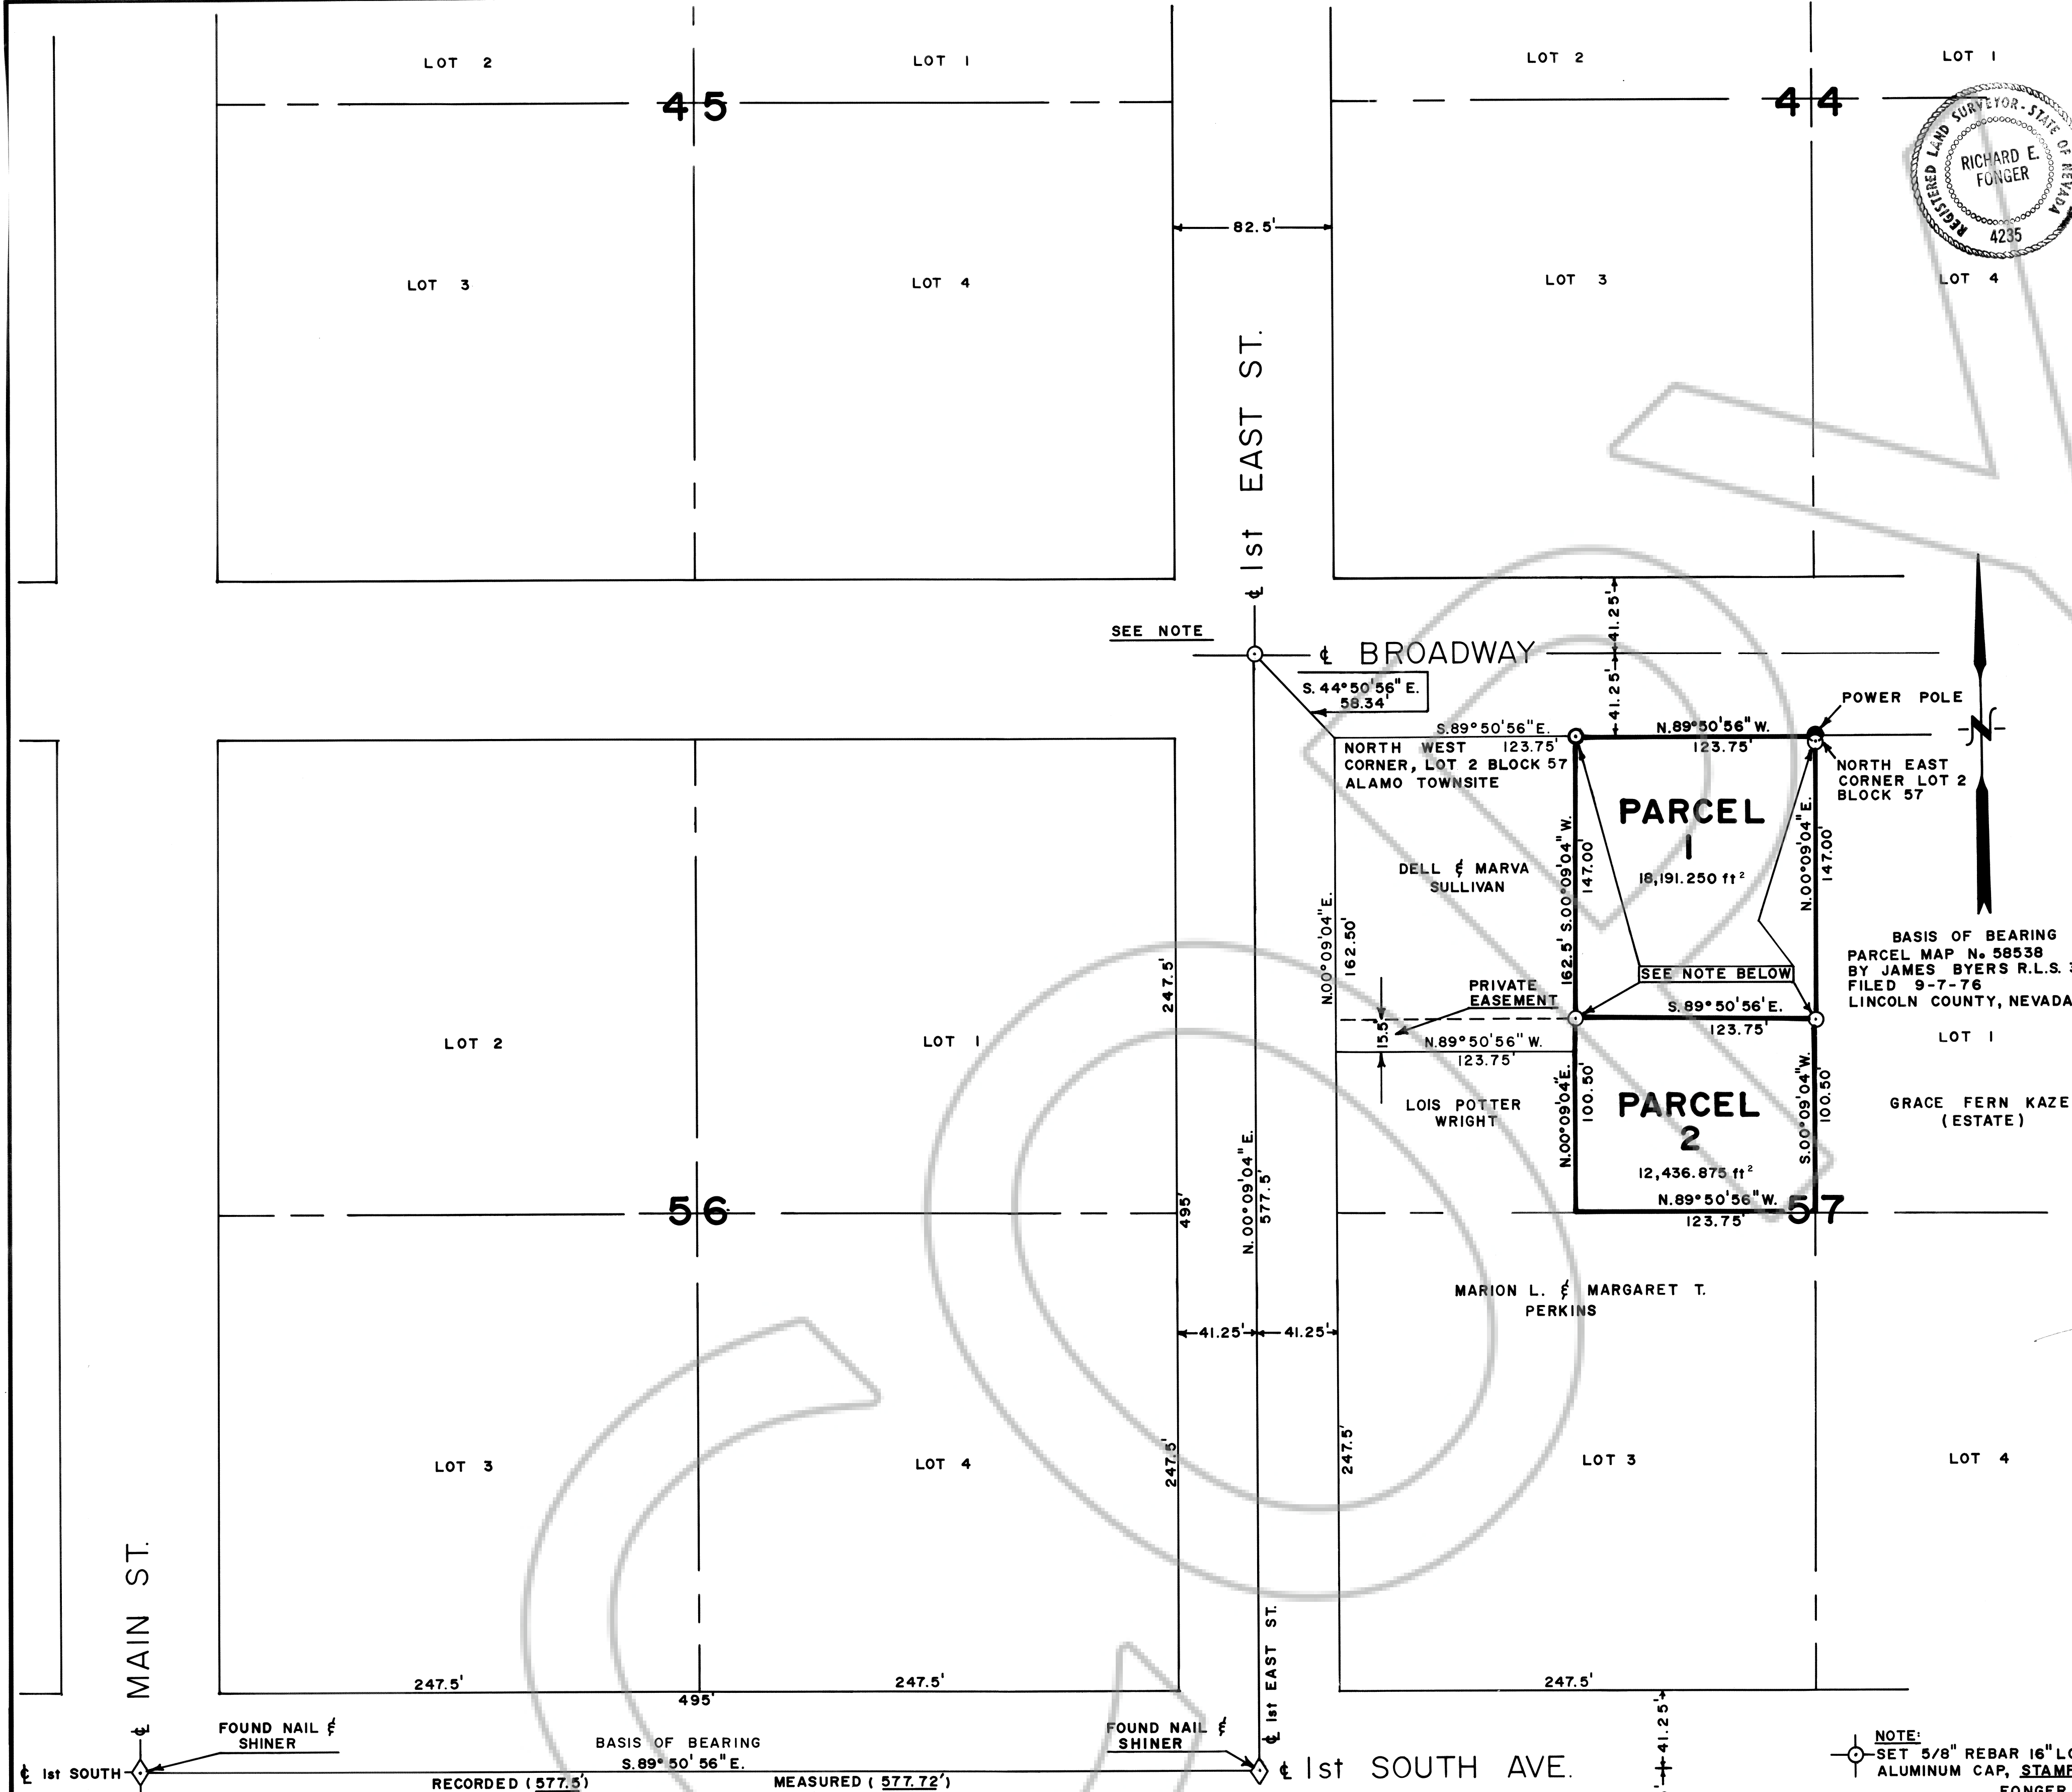 LOT 2
LOT 1
LOT 2
LOT 1
45
44
REGISTERED LAND SURVEYOR - STATE OF NEVADA
RICHARD E.
FONGER
4235
82.5'
LOT 3
LOT 4
LOT 3
LOT 4
℄ 1st EAST ST.
41.25'
41.25'
SEE NOTE
℄ BROADWAY
S. 44°50'56" E.
58.34'
POWER POLE
S.89°50'56"E.
123.75'
N.89°50'56"W.
123.75'
N
NORTH WEST
CORNER, LOT 2 BLOCK 57
ALAMO TOWNSITE
NORTH EAST
CORNER LOT 2
BLOCK 57
PARCEL
1
18,191.250 ft²
DELL & MARVA
SULLIVAN
162.5' S.00°09'04" W.
147.00'
N.00°09'04" E.
147.00'
N.00°09'04"E.
162.50'
BASIS OF BEARING
PARCEL MAP No 58538
BY JAMES BYERS R.L.S.
FILED 9-7-76
LINCOLN COUNTY, NEVADA
SEE NOTE BELOW
PRIVATE
EASEMENT
S.89°50'56'E.
123.75'
15.5'
N.89°50'56" W.
123.75'
LOT 2
LOT 1
LOT 1
247.5'
N.00°09'04'E.
100.50'
S.00°09'04"W.
100.50'
LOIS POTTER
WRIGHT
PARCEL
2
12,436.875 ft²
N.89°50'56"W.
123.75'
GRACE FERN KAZE
(ESTATE)
56
495'
N.00°09'04"E.
577.5'
57
MARION L. & MARGARET T.
PERKINS
41.25'
41.25'
LOT 3
LOT 4
247.5'
247.5'
LOT 3
LOT 4
℄ MAIN ST.
℄ 1st EAST ST.
247.5'
495'
247.5'
247.5'
41.25'
FOUND NAIL &
SHINER
BASIS OF BEARING
S.89°50'56"E.
FOUND NAIL &
SHINER
℄ 1st SOUTH
RECORDED (577.5')
MEASURED (577.72')
℄ 1st SOUTH AVE.
NOTE:
SET 5/8" REBAR 16" LO
ALUMINUM CAP, STAMP
FONGER
COPY